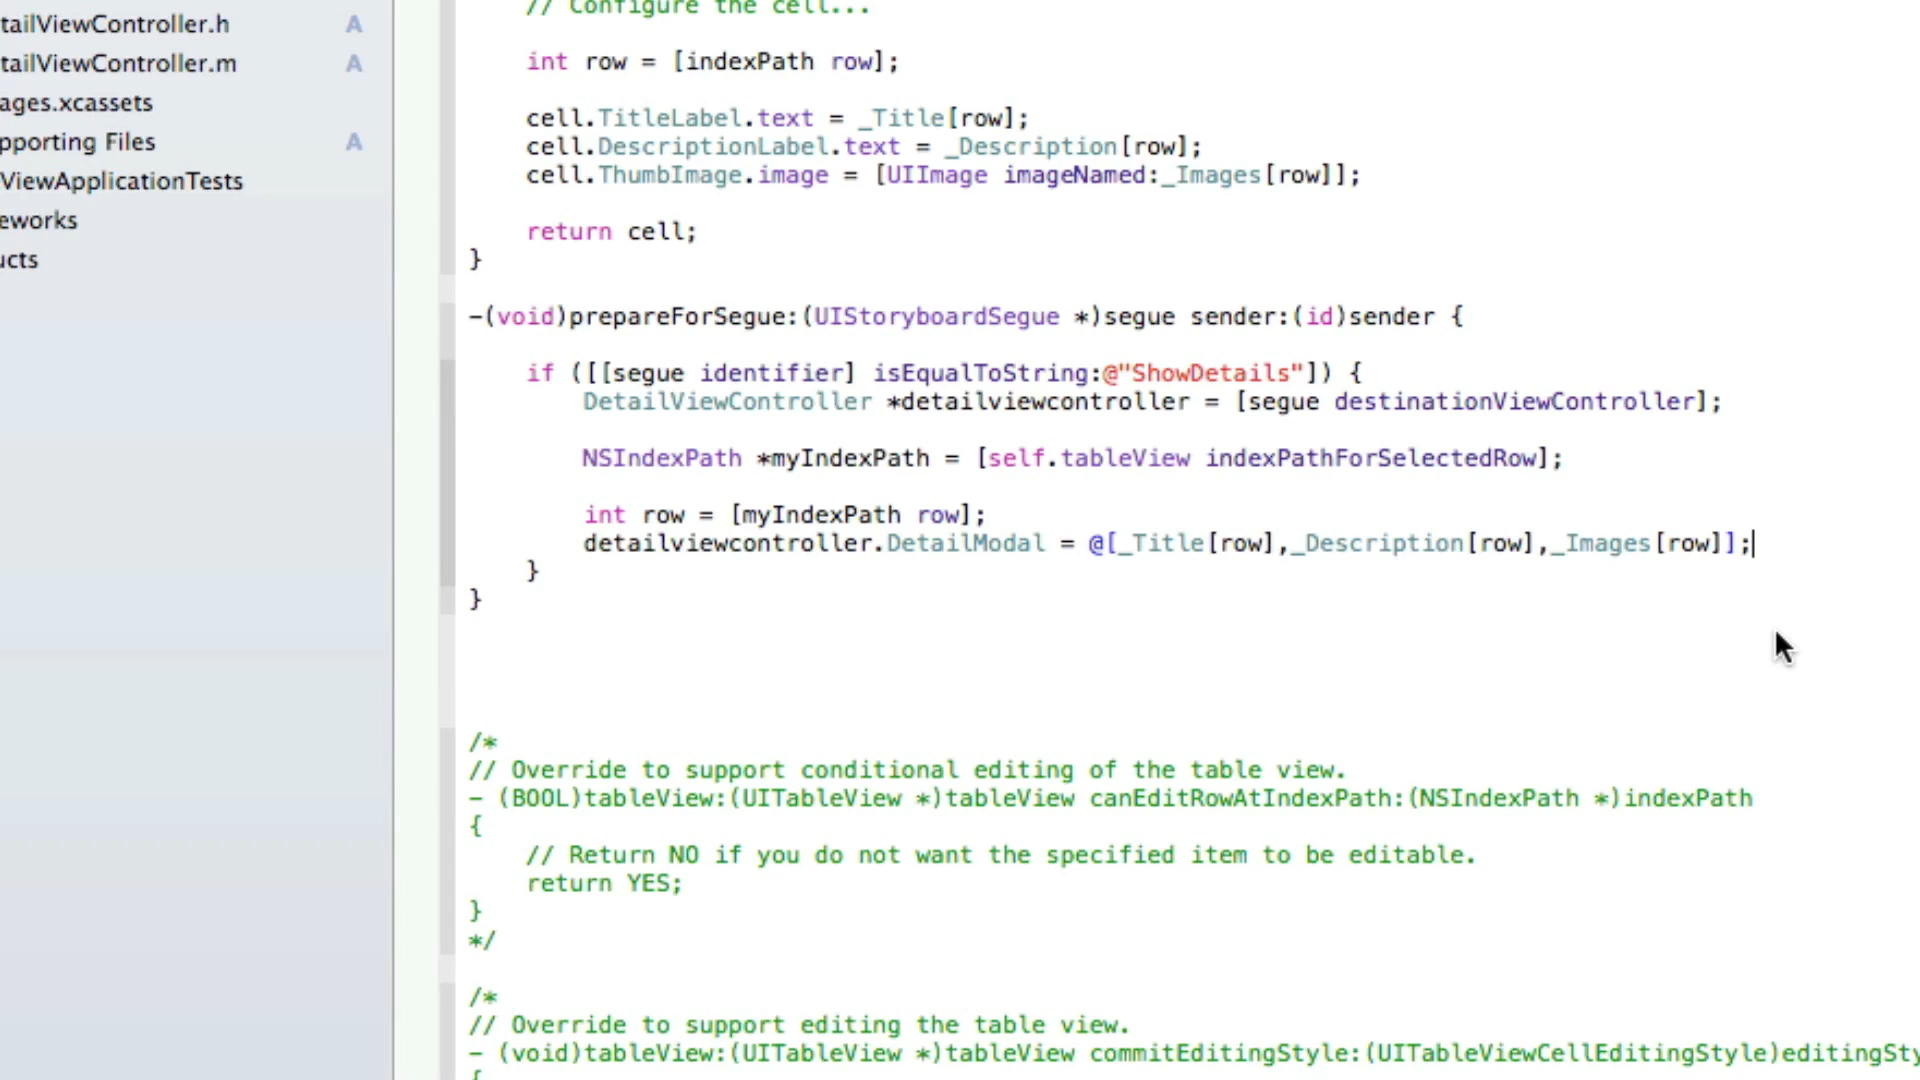 tailViewController.h A
tailViewController.m A
ages.xcassets
pporting Files A
ViewApplicationTests
eworks
ucts
// Configure the cell...
int row = [indexPath row];
cell.TitleLabel.text = _Title[row];
cell.DescriptionLabel.text = _Description[row];
cell.ThumbImage.image = [UIImage imageNamed:_Images[row]];
return cell;
}
-(void)prepareForSegue:(UIStoryboardSegue *)segue sender:(id)sender {
if ([[segue identifier] isEqualToString:@"ShowDetails"]) {
DetailViewController *detailviewcontroller = [segue destinationViewController];
NSIndexPath *myIndexPath = [self.tableView indexPathForSelectedRow];
int row = [myIndexPath row];
detailviewcontroller.DetailModal = @[_Title[row],_Description[row],_Images[row]];
}
}
/*
// Override to support conditional editing of the table view.
- (BOOL)tableView:(UITableView *)tableView canEditRowAtIndexPath:(NSIndexPath *)indexPath
{
// Return NO if you do not want the specified item to be editable.
return YES;
}
*/
/*
// Override to support editing the table view.
- (void)tableView:(UITableView *)tableView commitEditingStyle:(UITableViewCellEditingStyle)editingSty
{